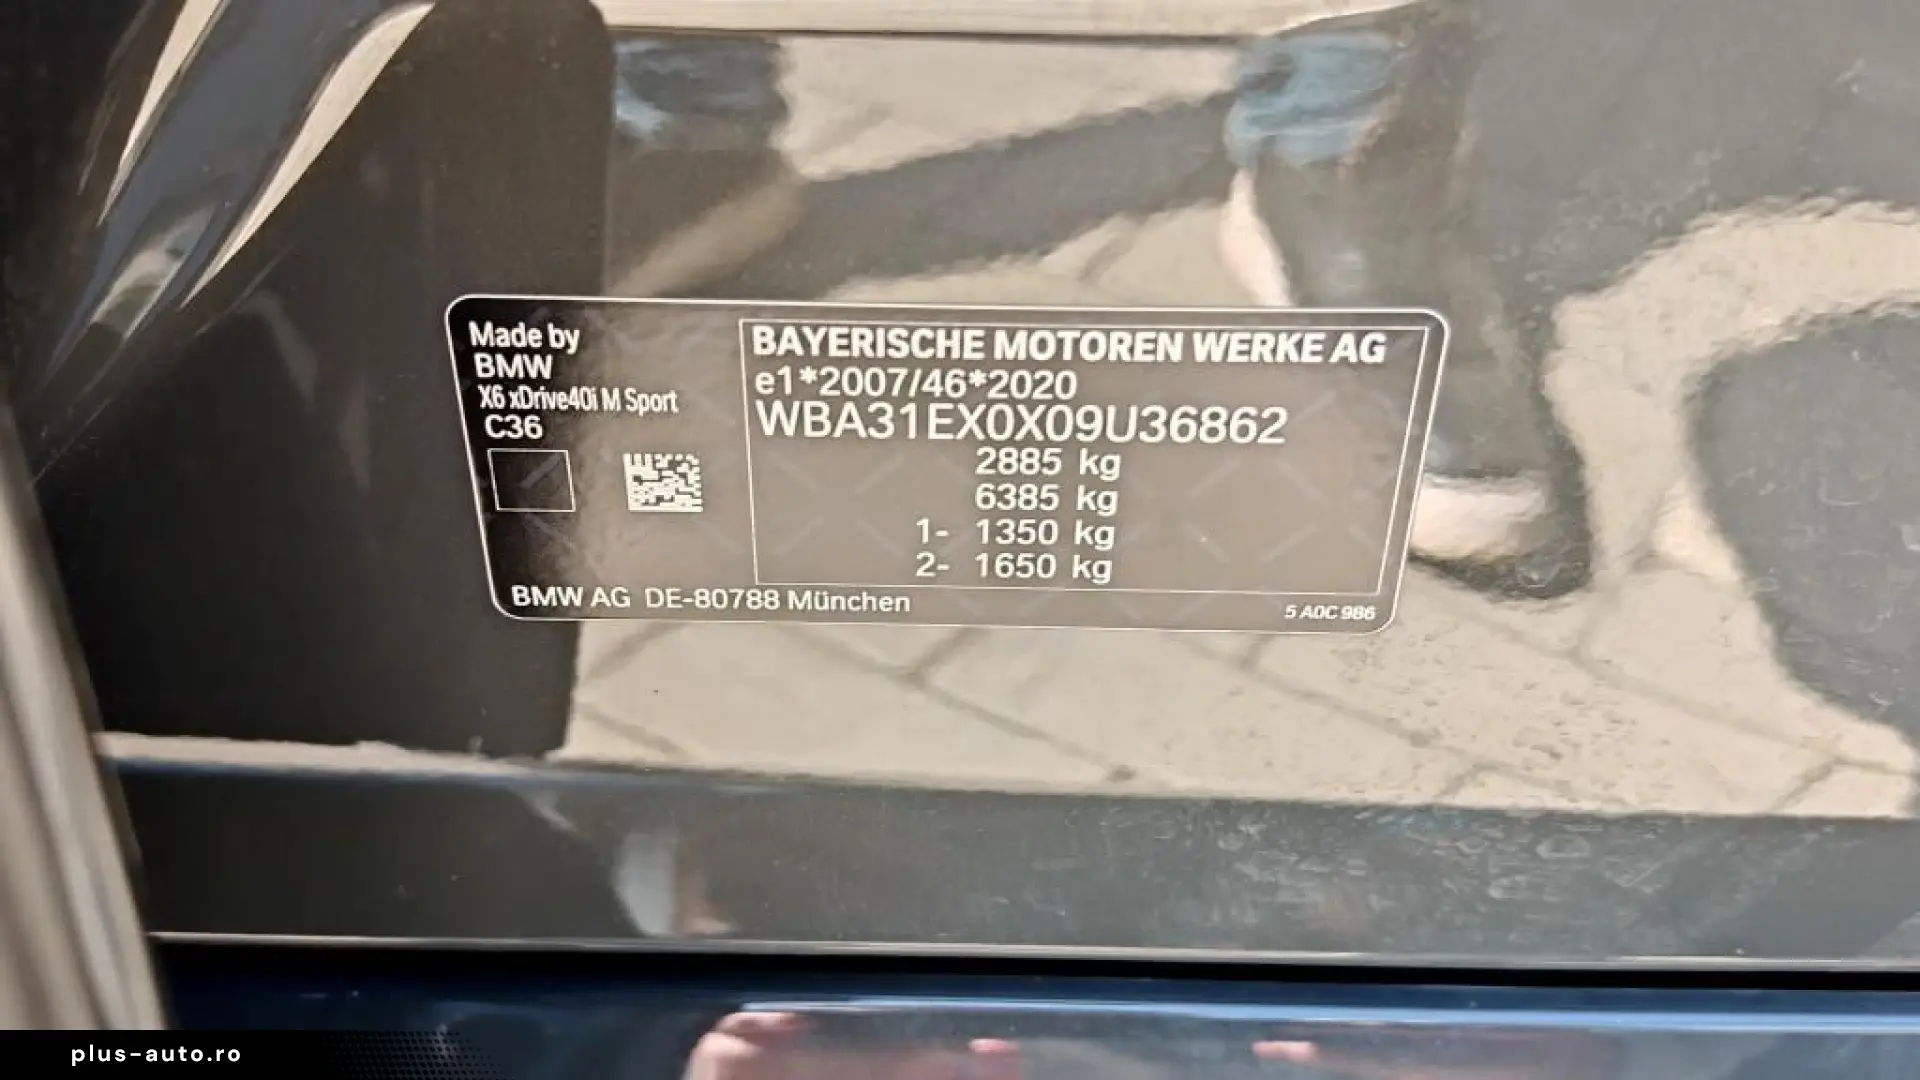 Made by
BMW
X6 xDrive40i M Sport
C36
BAYERISCHE MOTOREN WERKE AG
e1*2007/46*2020
WBA31EX0X09U36862
2885 kg
6385 kg
1- 1350 kg
2- 1650 kg
BMW AG DE-80788 München
5 A0C 986
plus-auto.ro